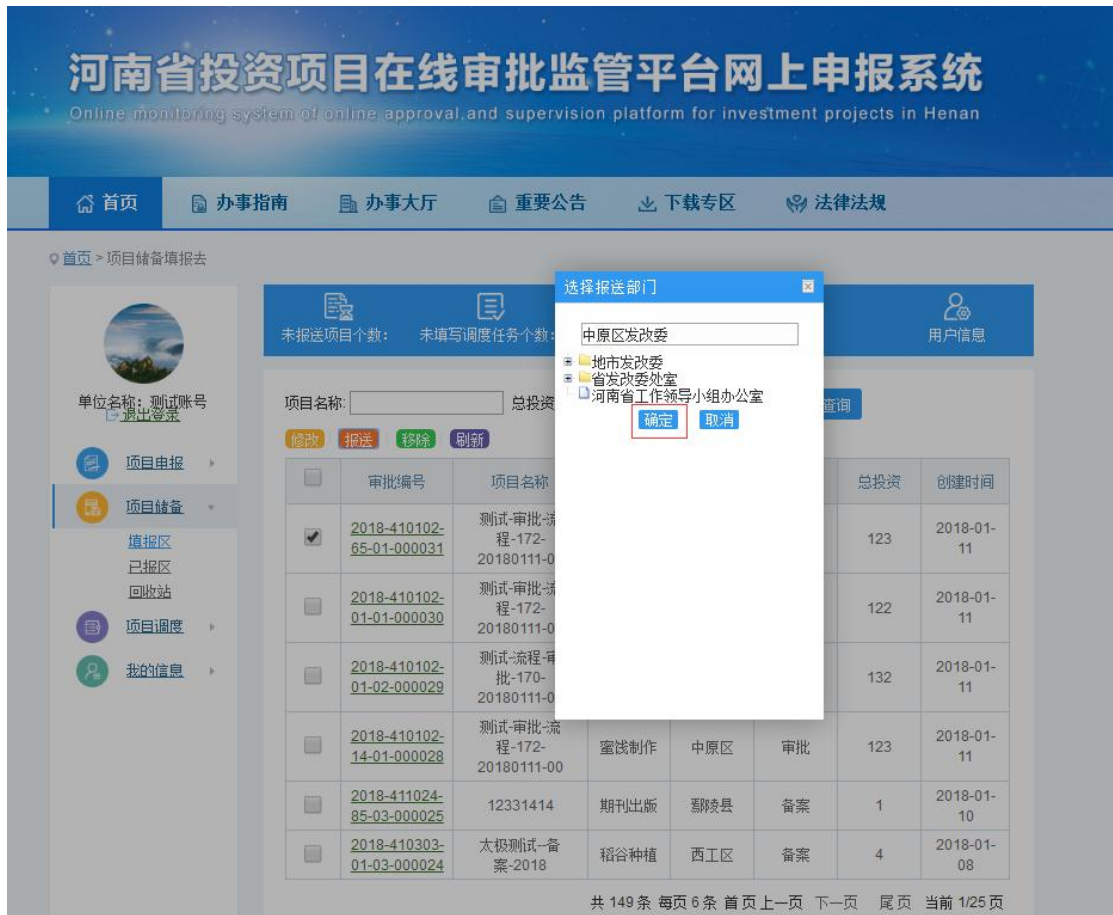 河南省投资项目在线审批监管平台网上申报系统
Online monitoring system of online approval and supervision platform for investment projects in Henan
首页 办事指南 办事大厅 重要公告 下载专区 法律法规
首页 > 项目储备填报去
单位名称: 测试账号
退出登录
项目申报
项目储备
填报区
已报区
回收站
项目调度
我的信息
未报送项目个数: 未填写调度任务个数: 用户信息
选择报送部门
中原区发改委
地市发改委
省发改委处室
河南省工作领导小组办公室
确定 取消
项目名称: 总投资 查询
修改 报送 移除 刷新
审批编号 项目名称 总投资 创建时间
2018-410102-65-01-000031 测试-审批-流程-172-20180111-0 123 2018-01-11
2018-410102-01-01-000030 测试-审批-流程-172-20180111-0 122 2018-01-11
2018-410102-01-02-000029 测试-流程-审批-170-20180111-0 132 2018-01-11
2018-410102-14-01-000028 测试-审批-流程-172-20180111-00 蜜饯制作 中原区 审批 123 2018-01-11
2018-411024-85-03-000025 12331414 期刊出版 鄢陵县 备案 1 2018-01-10
2018-410303-01-03-000024 太极测试--备案-2018 稻谷种植 西工区 备案 4 2018-01-08
共 149 条 每页 6 条 首页 上一页 下一页 尾页 当前 1/25 页